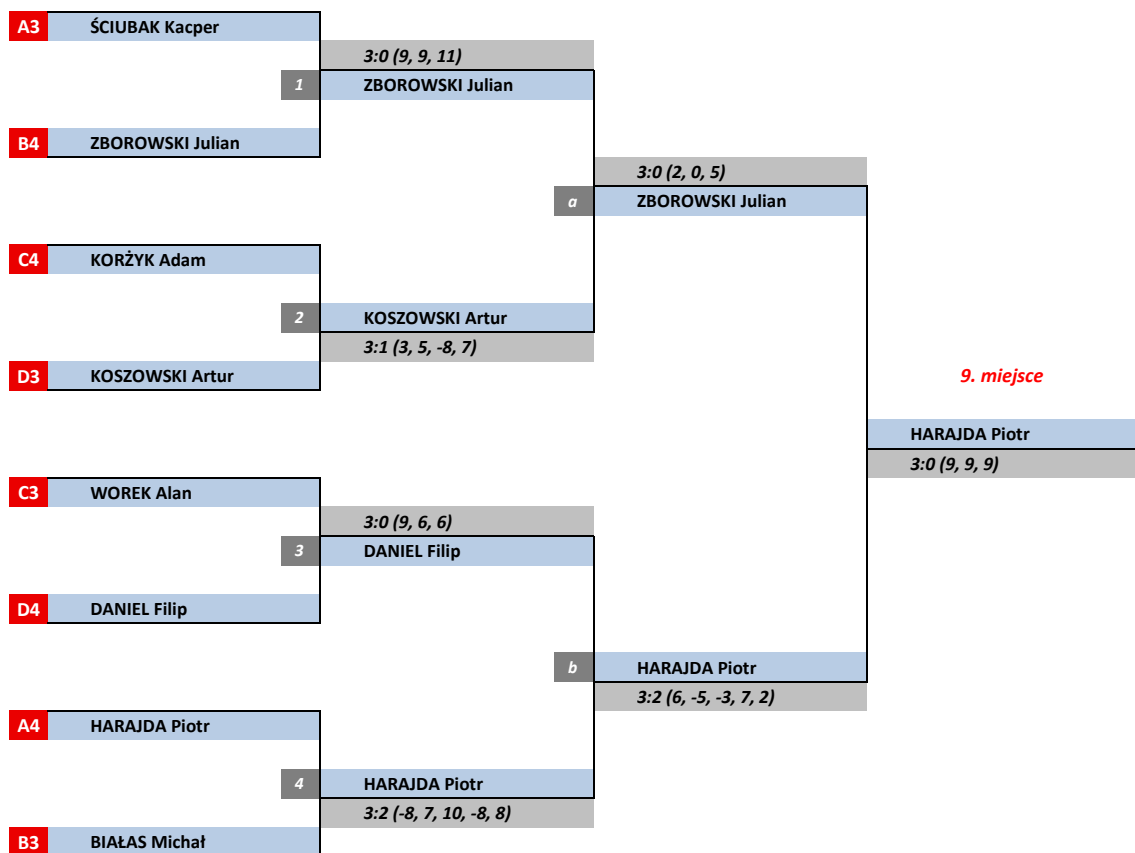 A3 ŚCIUBAK Kacper
3:0 (9, 9, 11)
1 ZBOROWSKI Julian
B4 ZBOROWSKI Julian
3:0 (2, 0, 5)
a ZBOROWSKI Julian
C4 KORŻYK Adam
2 KOSZOWSKI Artur
3:1 (3, 5, -8, 7)
D3 KOSZOWSKI Artur
9. miejsce
HARAJDA Piotr
3:0 (9, 9, 9)
C3 WOREK Alan
3:0 (9, 6, 6)
3 DANIEL Filip
D4 DANIEL Filip
b HARAJDA Piotr
3:2 (6, -5, -3, 7, 2)
A4 HARAJDA Piotr
4 HARAJDA Piotr
3:2 (-8, 7, 10, -8, 8)
B3 BIAŁAS Michał